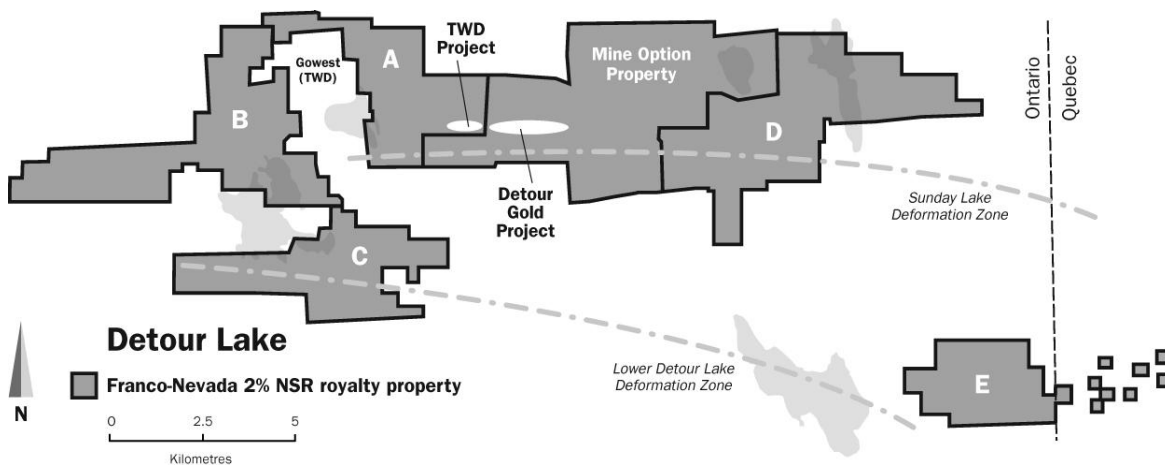 TWD
Project
A
Mine Option
Property
Gowest
(TWD)
B
D
Ontario
Quebec
Detour
Gold
Project
Sunday Lake
Deformation Zone
C
Detour Lake
Franco-Nevada 2% NSR royalty property
Lower Detour Lake
Deformation Zone
E
N
0 2.5 5
Kilometres